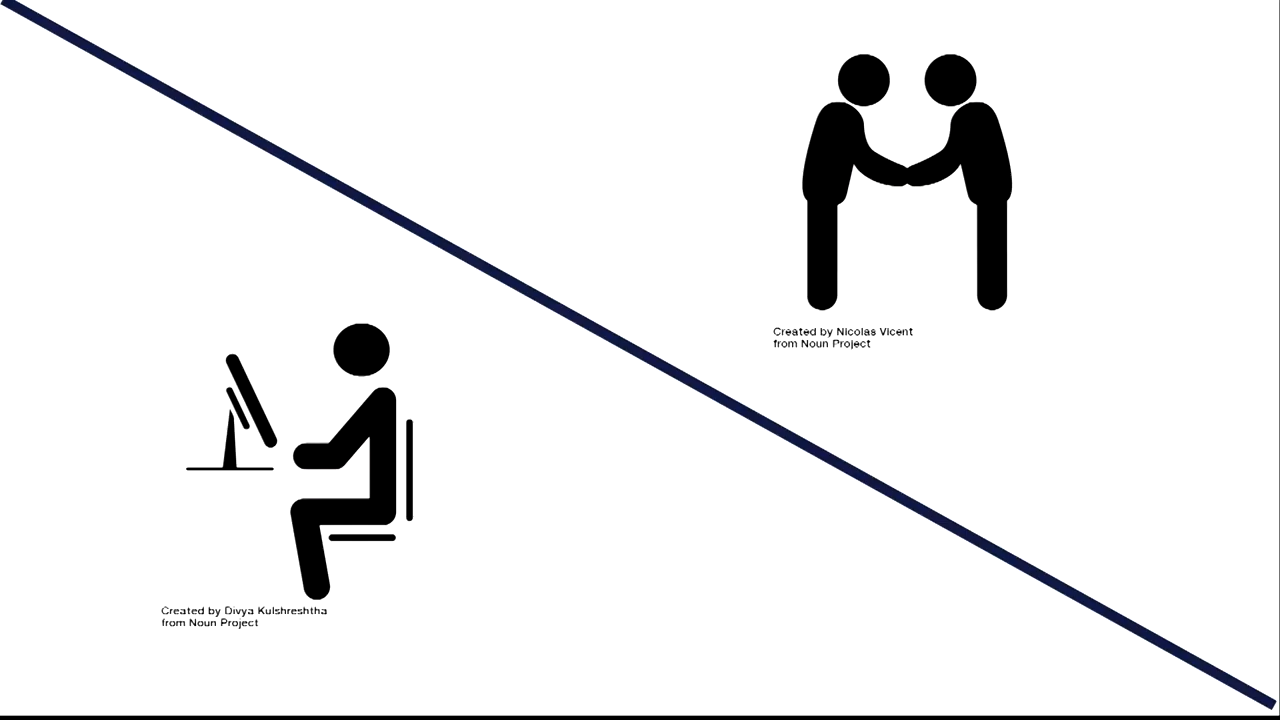 Created by Nicolas Vicent
from Noun Project
Created by Divya Kulshreshtha
from Noun Project